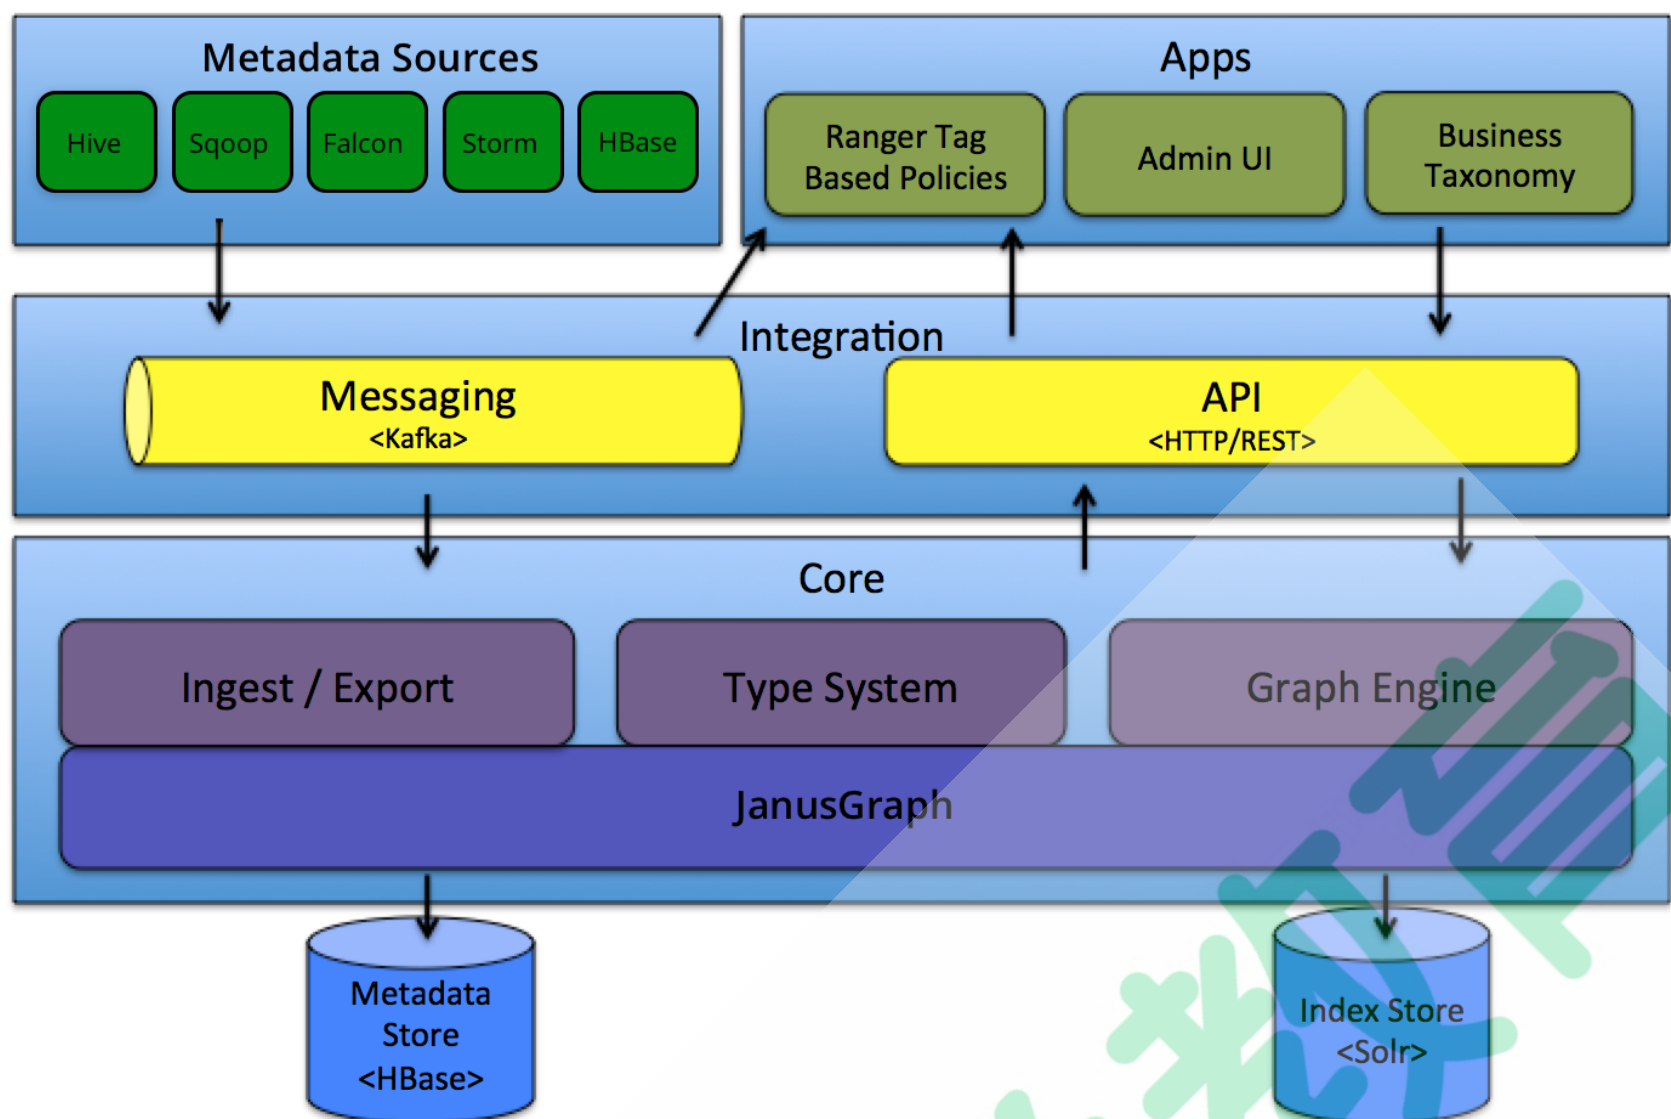 Metadata Sources
Hive
Sqoop
Falcon
Storm
HBase
Apps
Ranger Tag
Based Policies
Admin UI
Business
Taxonomy
Integration
Messaging
<Kafka>
API
<HTTP/REST>
Core
Ingest / Export
Type System
Graph Engine
JanusGraph
Metadata
Store
<HBase>
Index Store
<Solr>